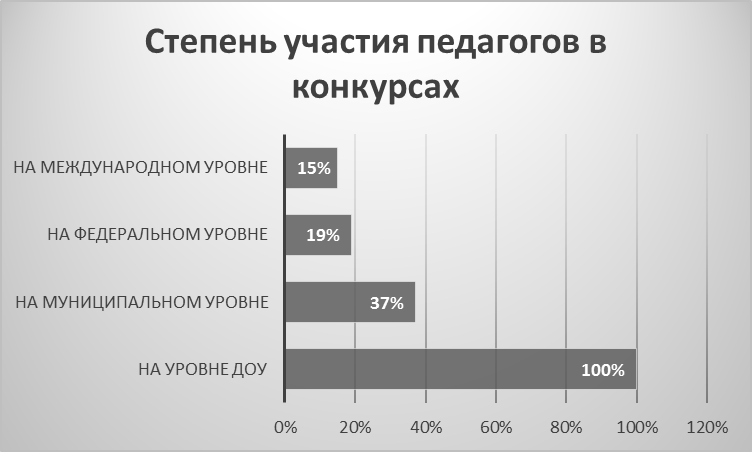 Степень участия педагогов в
конкурсах
НА МЕЖДУНАРОДНОМ УРОВНЕ
15%
НА ФЕДЕРАЛЬНОМ УРОВНЕ
19%
НА МУНИЦИПАЛЬНОМ УРОВНЕ
37%
НА УРОВНЕ ДОУ
100%
0% 20% 40% 60% 80% 100% 120%